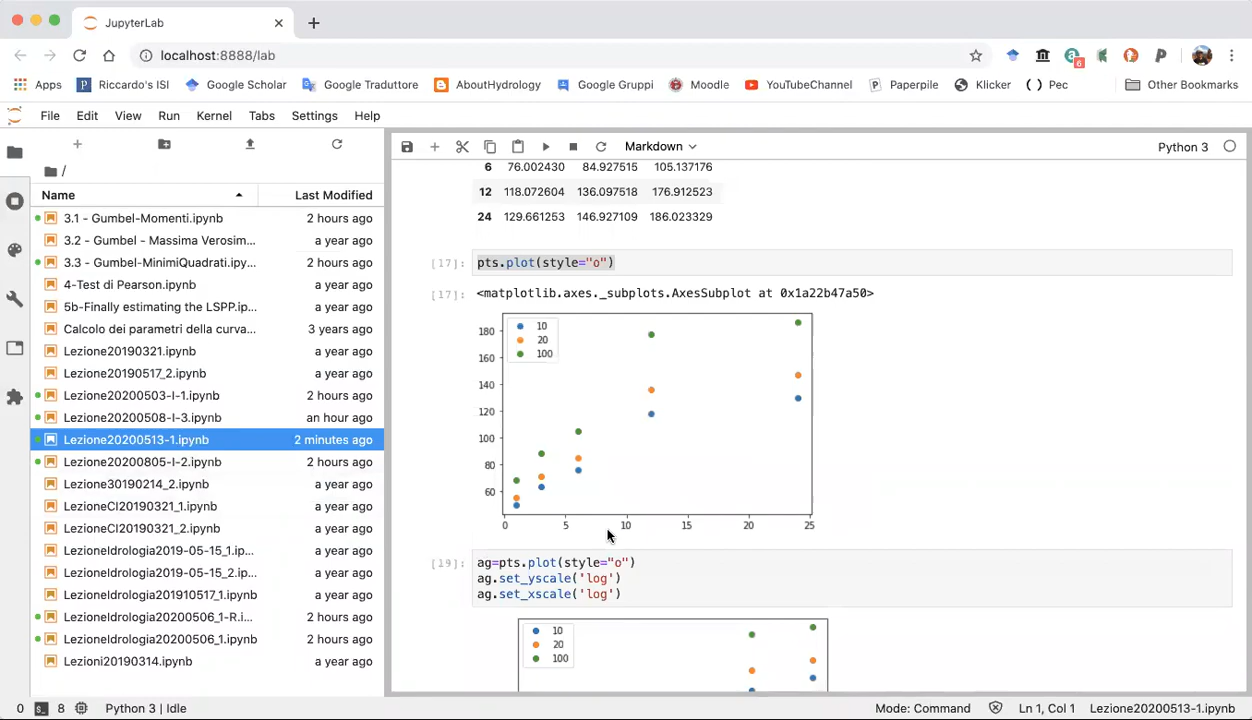 JupyterLab
localhost:8888/lab
6
Apps Riccardo's ISI Google Scholar Google Traduttore AboutHydrology Google Gruppi Moodle YouTubeChannel Paperpile Klicker Pec Other Bookmarks
File Edit View Run Kernel Tabs Settings Help
Markdown Python 3
/
Name Last Modified
3.1 - Gumbel-Momenti.ipynb 2 hours ago
3.2 - Gumbel - Massima Verosim... a year ago
3.3 - Gumbel-MinimiQuadrati.ipy... 2 hours ago
4-Test di Pearson.ipynb a year ago
5b-Finally estimating the LSPP.ip... a year ago
Calcolo dei parametri della curva... 3 years ago
Lezione20190321.ipynb a year ago
Lezione20190517_2.ipynb a year ago
Lezione20200503-I-1.ipynb 2 hours ago
Lezione20200508-I-3.ipynb an hour ago
Lezione20200513-1.ipynb 2 minutes ago
Lezione20200805-I-2.ipynb 2 hours ago
Lezione30190214_2.ipynb a year ago
LezioneCI20190321_1.ipynb a year ago
LezioneCI20190321_2.ipynb a year ago
LezioneIdrologia2019-05-15_1.ip... a year ago
LezioneIdrologia2019-05-15_2.ip... a year ago
LezioneIdrologia201910517_1.ipynb a year ago
LezioneIdrologia20200506_1-R.i... 2 hours ago
LezioneIdrologia20200506_1.ipynb 2 hours ago
Lezioni20190314.ipynb a year ago
6 76.002430 84.927515 105.137176
12 118.072604 136.097518 176.912523
24 129.661253 146.927109 186.023329
[17]: pts.plot(style="o")
[17]: <matplotlib.axes._subplots.AxesSubplot at 0x1a22b47a50>
10
20
100
180
160
140
120
100
80
60
0 5 10 15 20 25
[19]: ag=pts.plot(style="o")
ag.set_yscale('log')
ag.set_xscale('log')
10
20
100
0 8 Python 3 | Idle Mode: Command Ln 1, Col 1 Lezione20200513-1.ipynb